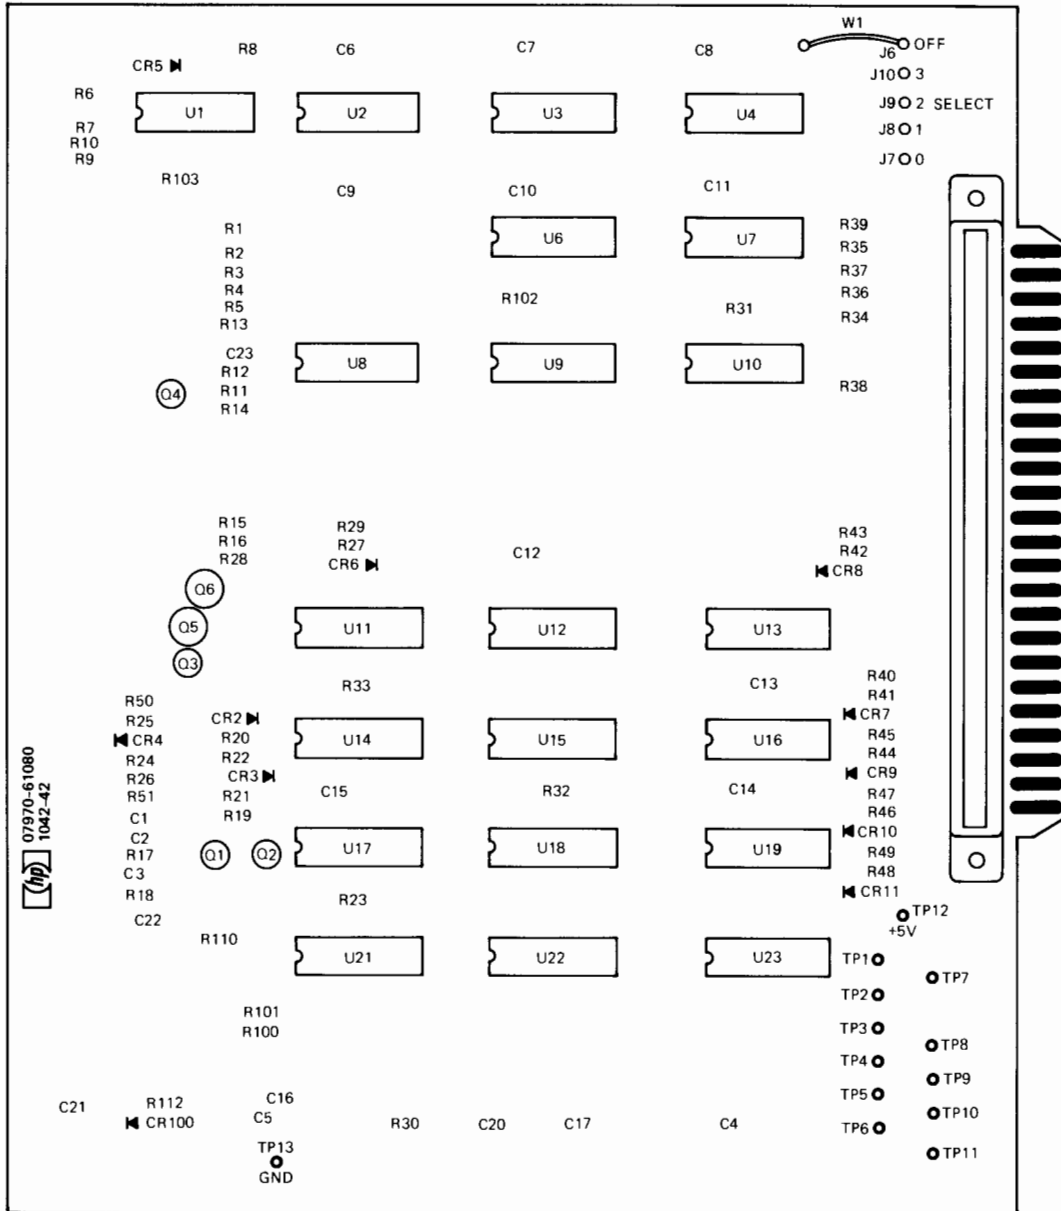 W1
R8 C6 C7 C8 J6 OFF
CR5 J10 3
R6 U1 U2 U3 U4 J9 2 SELECT
R7 J8 1
R10
R9 J7 0
R103
C9 C10 C11
R1 R39
U6 U7
R2 R35
R3 R37
R4 R102 R36
R5 R31
R13 R34
C23 U8 U9 U10
R12
Q4 R11 R38
R14
R15 R29 R43
R16 R27 C12 R42
R28 CR6 CR8
Q6
Q5 U11 U12 U13
Q3
R33 C13 R40
R50 R41
R25 CR2 CR7
CR4 R20 U14 U15 U16 R45
R24 R22 R44
R26 CR3 CR9
R51 R21 C15 R32 C14 R47
C1 R19 R46
C2 CR10
R17 Q1 Q2 U17 U18 U19 R49
C3 R48
R18 R23 CR11
C22 TP12
+5V
R110
U21 U22 U23 TP1
TP7
TP2
R101
R100 TP3
TP8
TP4
TP9
C16 TP5
C21 R112
C5 TP10
CR100 R30 C20 C17 C4 TP6
TP13
TP11
GND
hp 07970-61080
1042-42